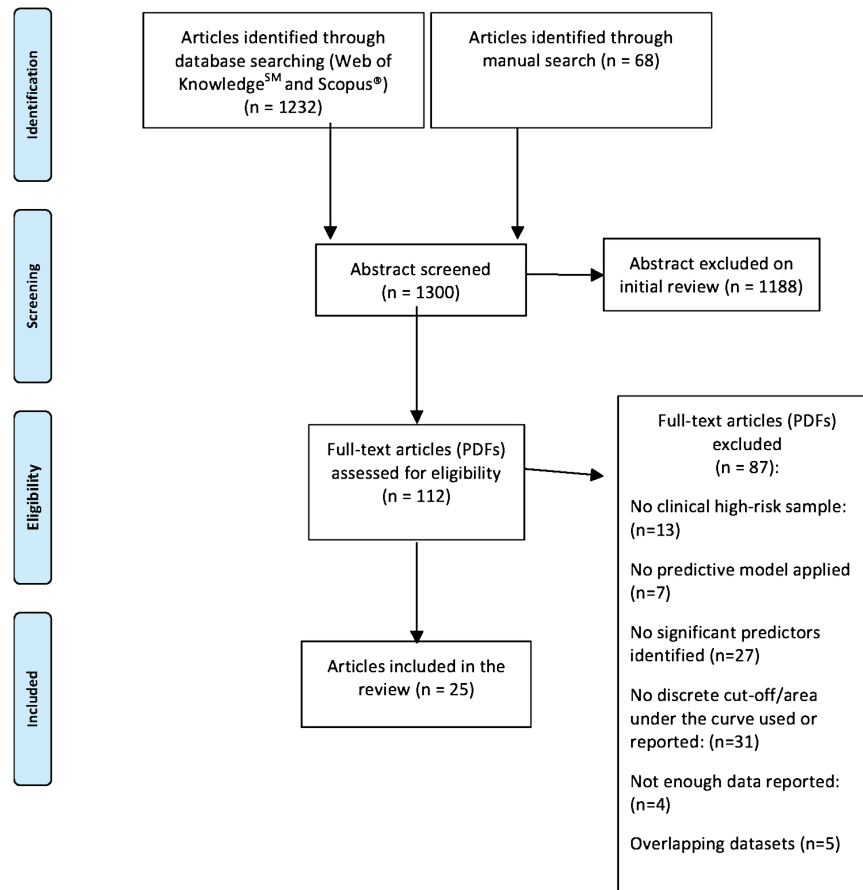 Identification
Articles identified through
database searching (Web of
Knowledge℠ and Scopus®)
(n = 1232)
Articles identified through
manual search (n = 68)
Screening
Abstract screened
(n = 1300)
Abstract excluded on
initial review (n = 1188)
Eligibility
Full-text articles (PDFs)
assessed for eligibility
(n = 112)
Full-text articles (PDFs)
excluded
(n = 87):
No clinical high-risk sample:
(n=13)
No predictive model applied
(n=7)
No significant predictors
identified (n=27)
No discrete cut-off/area
under the curve used or
reported: (n=31)
Not enough data reported:
(n=4)
Overlapping datasets (n=5)
Included
Articles included in the
review (n = 25)